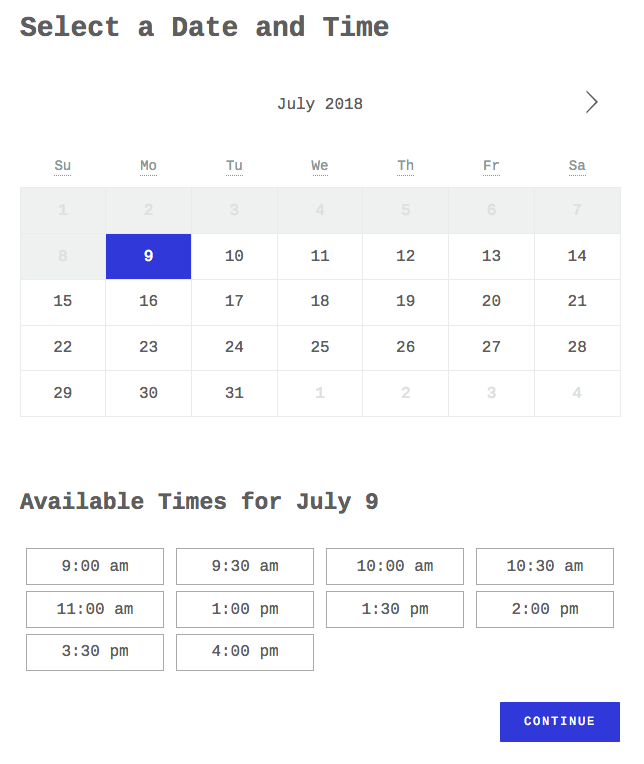 Select a Date and Time
July 2018
Su Mo Tu We Th Fr Sa
1 2 3 4 5 6 7
8 9 10 11 12 13 14
15 16 17 18 19 20 21
22 23 24 25 26 27 28
29 30 31 1 2 3 4
Available Times for July 9
9:00 am 9:30 am 10:00 am 10:30 am
11:00 am 1:00 pm 1:30 pm 2:00 pm
3:30 pm 4:00 pm
CONTINUE